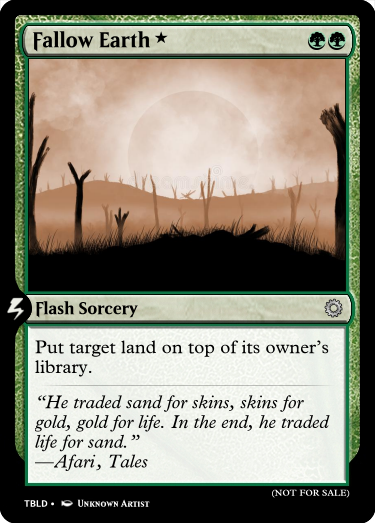 Fallow Earth ★
Flash Sorcery
Put target land on top of its owner's
library.
“He traded sand for skins, skins for
gold, gold for life. In the end, he traded
life for sand.”
—Afari, Tales
(NOT FOR SALE)
TBLD • Unknown Artist